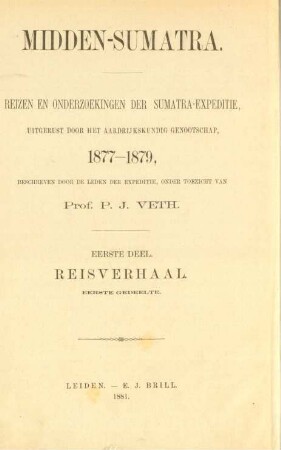 MIDDEN-SUMATRA.
REIZEN EN ONDERZOEKINGEN DER SUMATRA-EXPEDITIE,
UITGERUST DOOR HET AARDRIJKSKUNDIG GENOOTSCHAP,
1877–1879,
BESCHREVEN DOOR DE LEDEN DER EXPEDITIE, ONDER TOEZICHT VAN
Prof. P. J. VETH.
EERSTE DEEL.
REISVERHAAL.
EERSTE GEDEELTE.
LEIDEN. — E. J. BRILL.
1881.